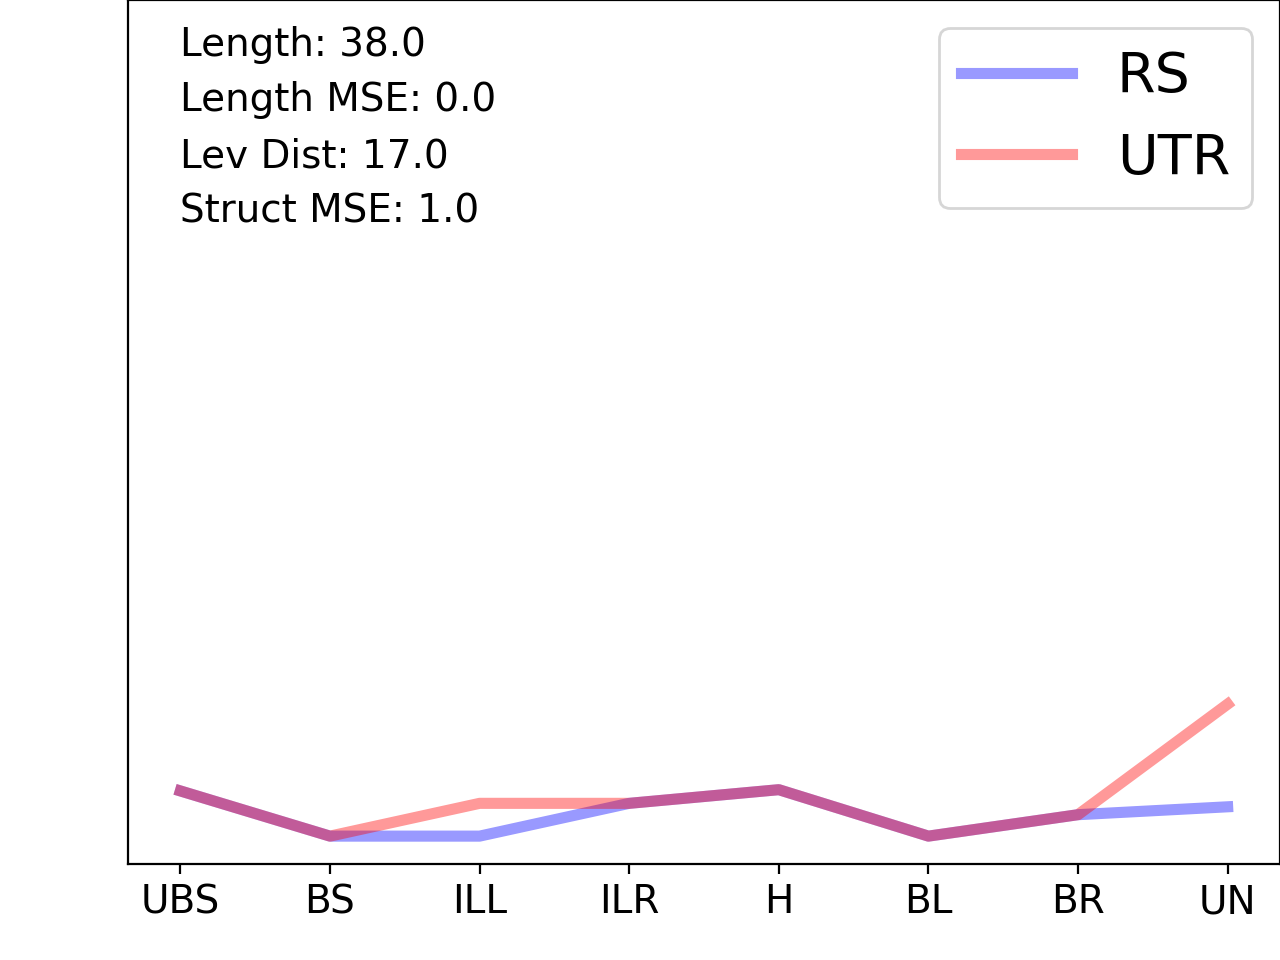 Length: 38.0
Length MSE: 0.0
Lev Dist: 17.0
Struct MSE: 1.0
RS
UTR
UBS BS ILL ILR H BL BR UN